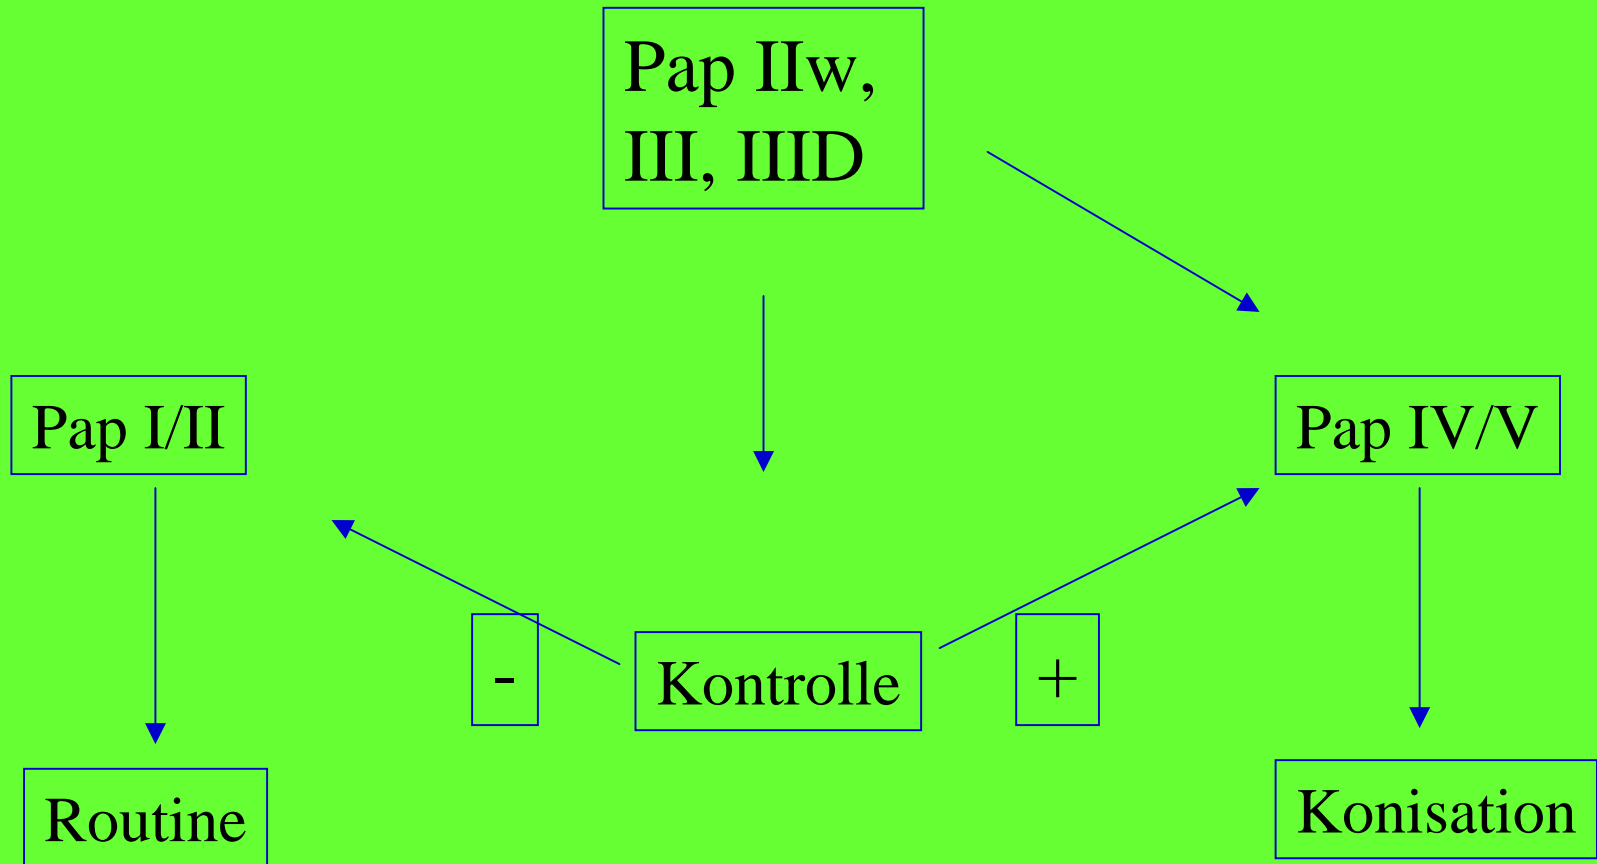 Pap IIw,
III, IIID
Pap I/II
Pap IV/V
-
Kontrolle
+
Routine
Konisation